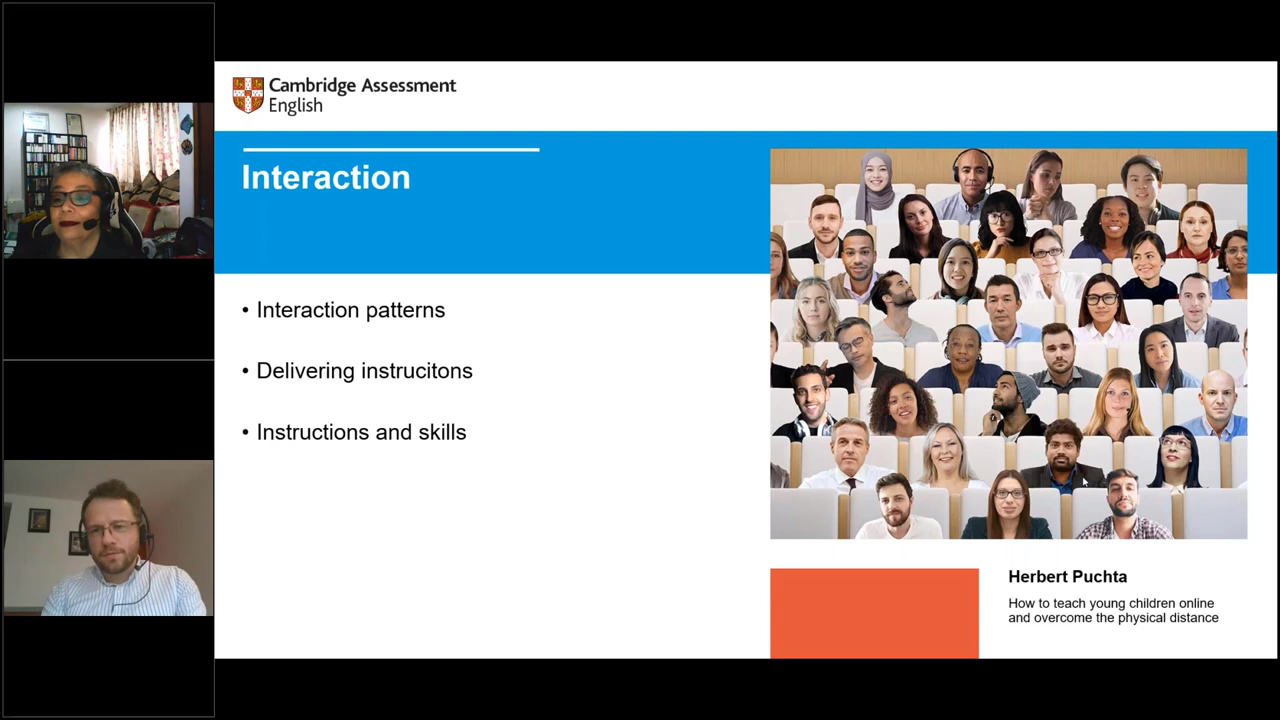 Cambridge Assessment
English
Interaction
• Interaction patterns
• Delivering instrucitons
• Instructions and skills
Herbert Puchta
How to teach young children online
and overcome the physical distance